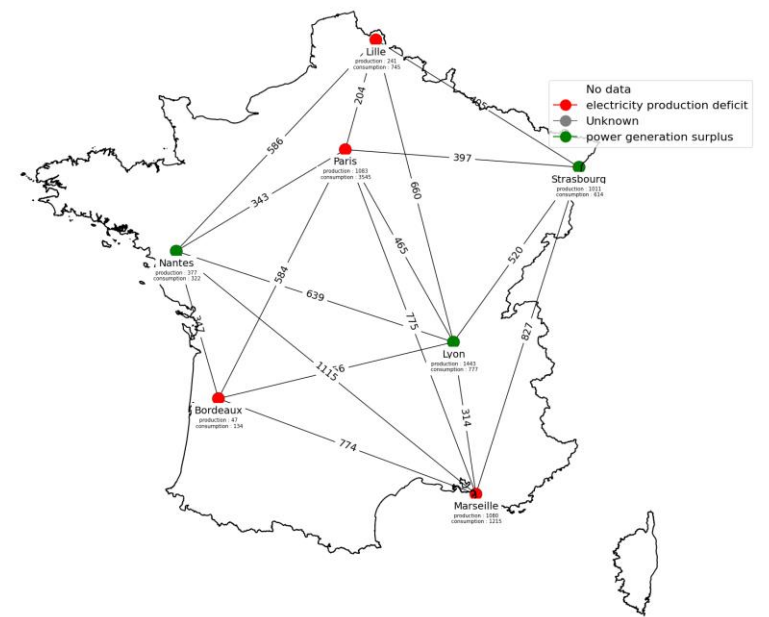 Lille
production : 241
consumption : 745
No data
electricity production deficit
Unknown
power generation surplus
204
586
Paris
production : 1083
consumption : 3545
397
Strasbourg
production : 1011
consumption : 614
343
660
465
520
Nantes
production : 377
consumption : 322
584
639
775
827
Lyon
production : 1443
consumption : 777
347
1115
314
Bordeaux
production : 47
consumption : 134
774
Marseille
production : 1080
consumption : 1215